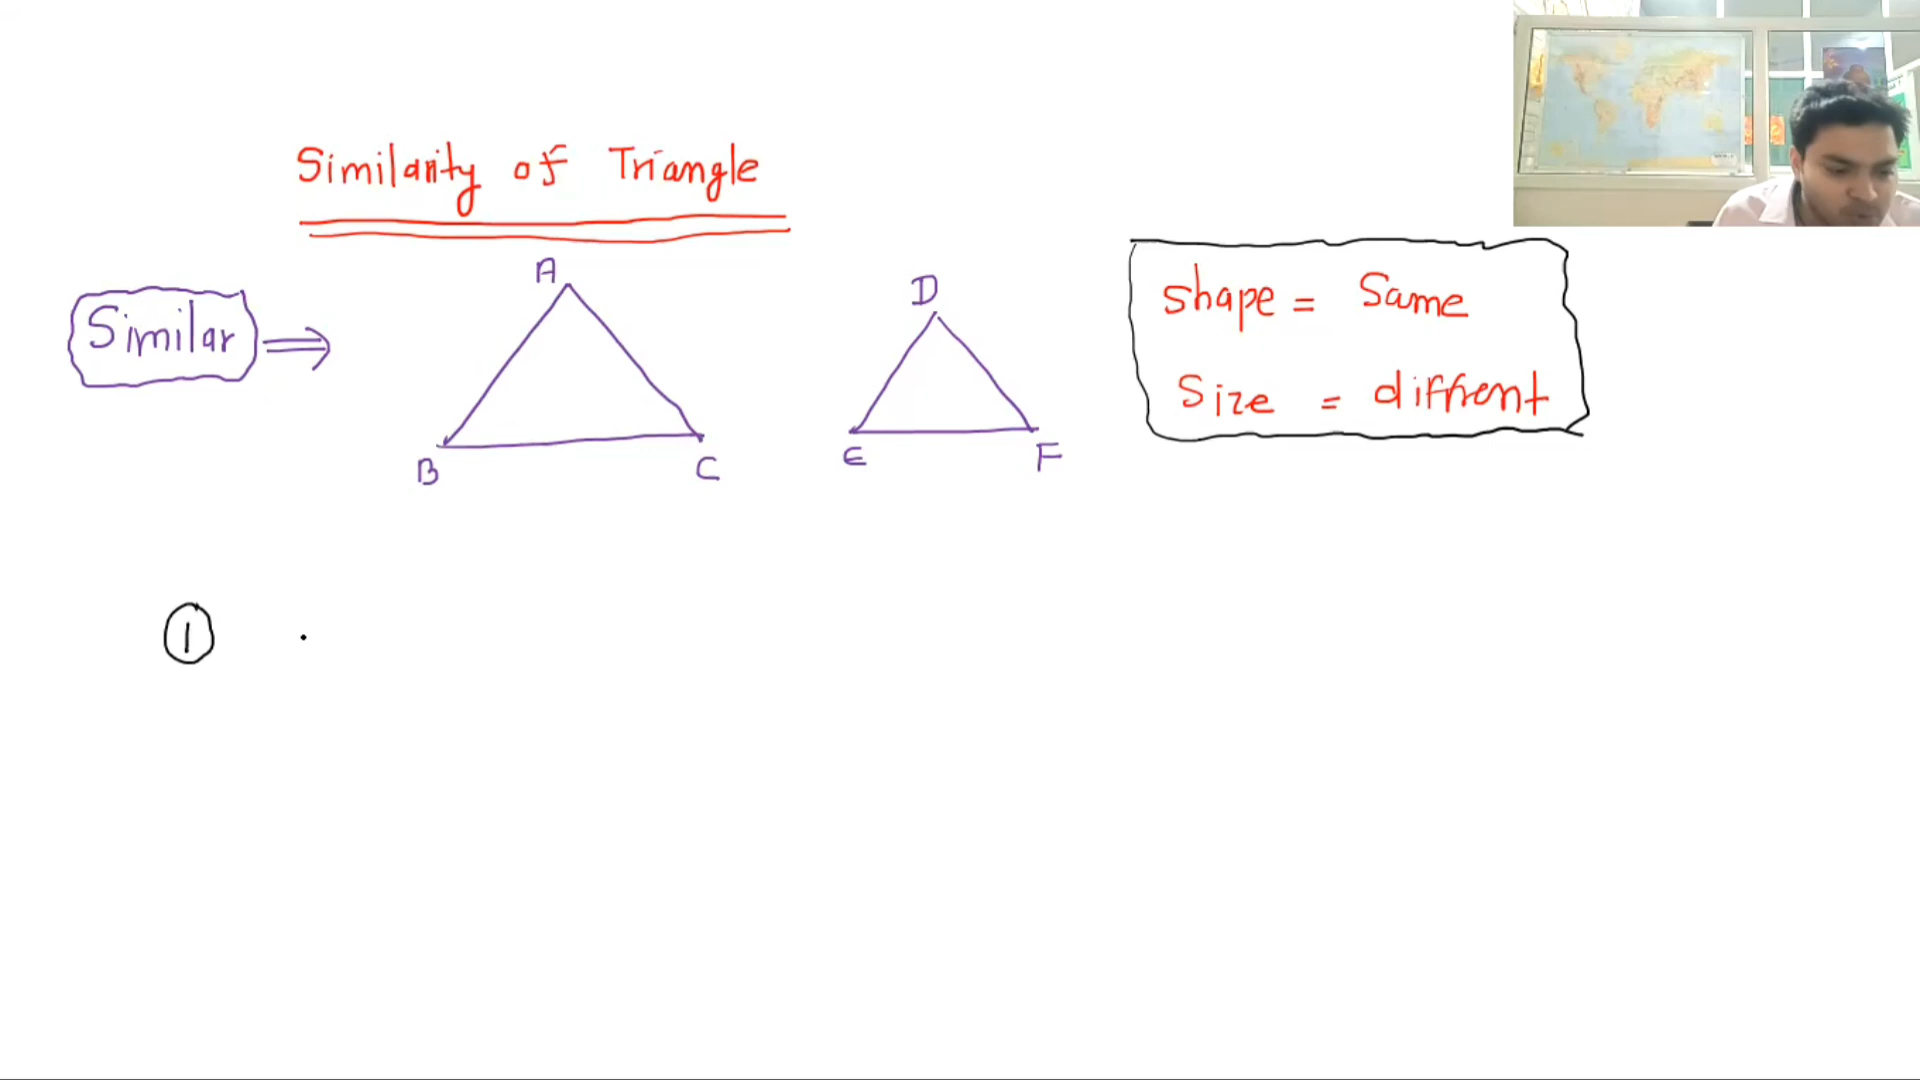 Similarity of Triangle
Similar
A
B
C
D
E
F
Shape = Same
Size = diffrent
1